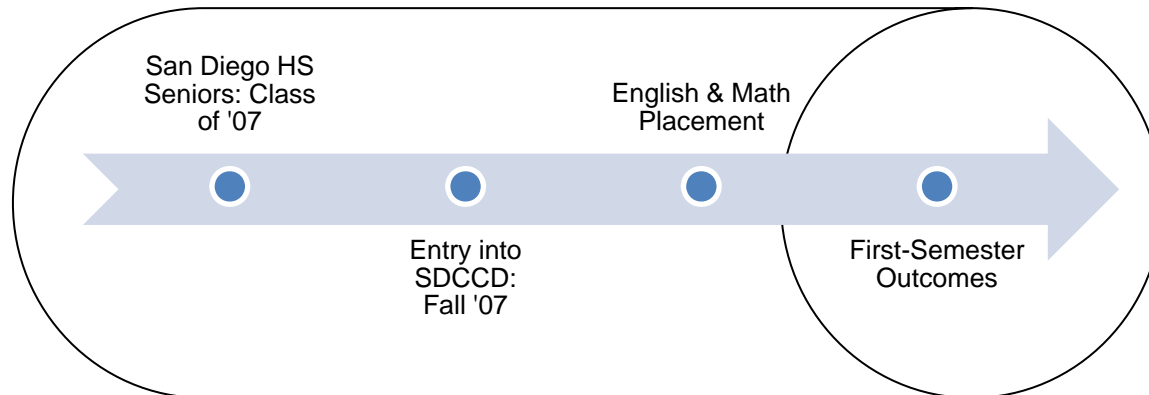 San Diego HS
Seniors: Class
of '07
Entry into
SDCCD:
Fall '07
English & Math
Placement
First-Semester
Outcomes